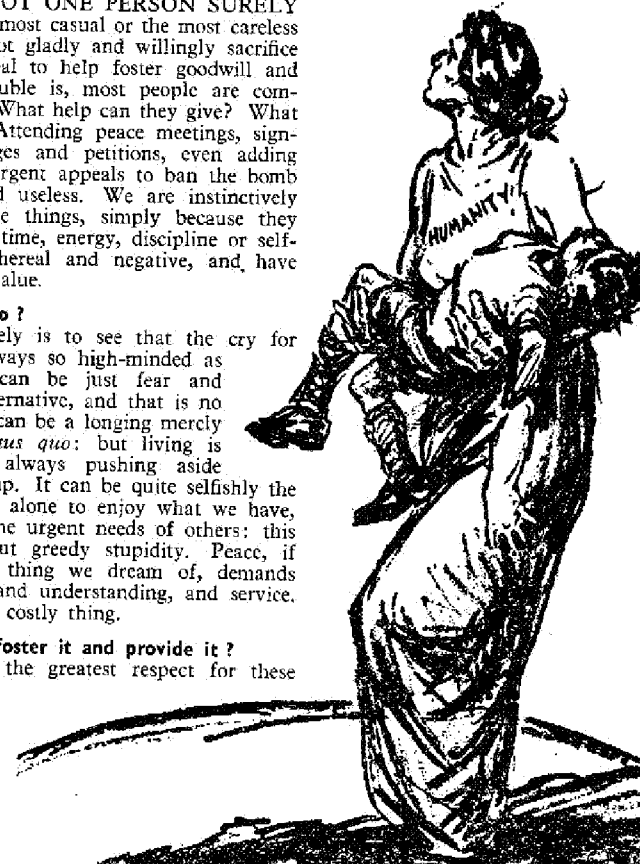 OT ONE PERSON SURELY
most casual or the most careless
ot gladly and willingly sacrifice
al to help foster goodwill and
uble is, most people are com-
What help can they give? What
Attending peace meetings, sign-
ges and petitions, even adding
rgent appeals to ban the bomb
d useless. We are instinctively
e things, simply because they
time, energy, discipline or self-
hereal and negative, and have
alue.
o ?
ely is to see that the cry for
ways so high-minded as
can be just fear and
ernative, and that is no
can be a longing merely
tus quo: but living is
always pushing aside
up. It can be quite selfishly the
alone to enjoy what we have,
he urgent needs of others: this
ut greedy stupidity. Peace, if
thing we dream of, demands
and understanding, and service.
costly thing.
foster it and provide it ?
the greatest respect for these
HUMANITY